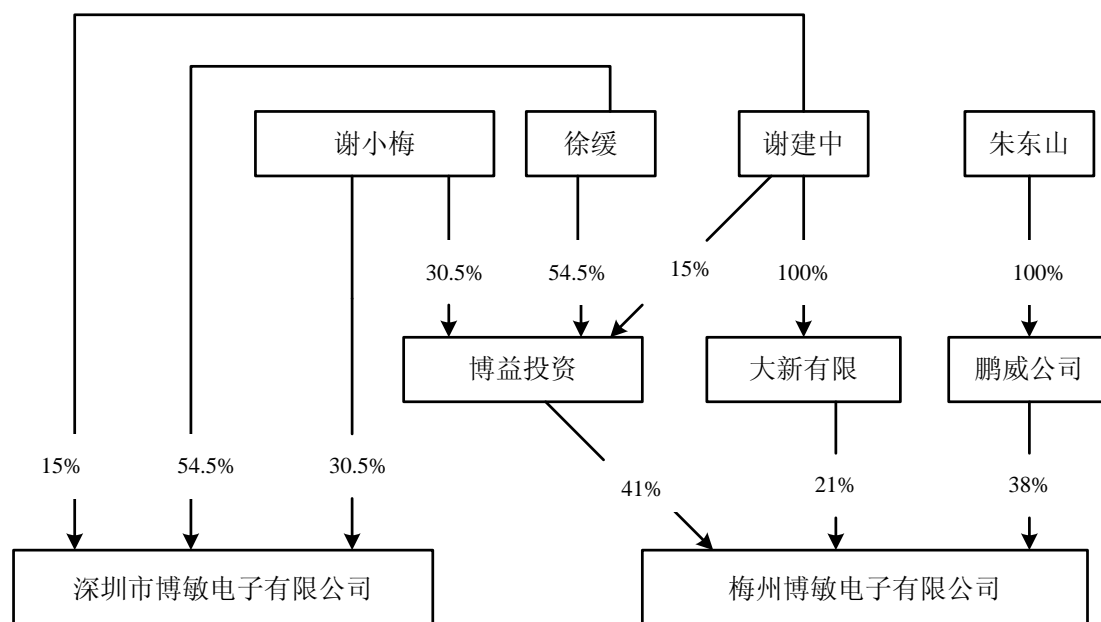 谢小梅
徐缓
谢建中
朱东山
30.5%
54.5%
15%
100%
100%
博益投资
大新有限
鹏威公司
15%
54.5%
30.5%
41%
21%
38%
深圳市博敏电子有限公司
梅州博敏电子有限公司